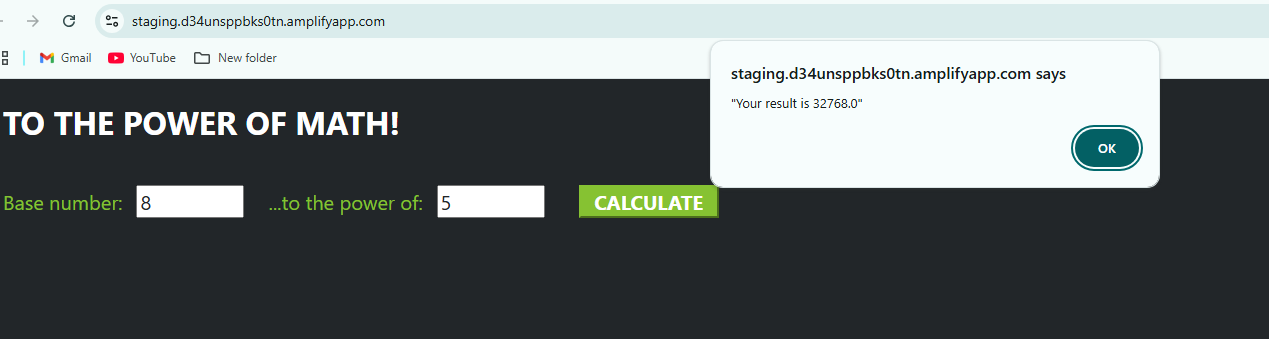 staging.d34unsppbks0tn.amplifyapp.com
Gmail YouTube New folder
staging.d34unsppbks0tn.amplifyapp.com says
"Your result is 32768.0"
OK
TO THE POWER OF MATH!
Base number: 8 ...to the power of: 5 CALCULATE